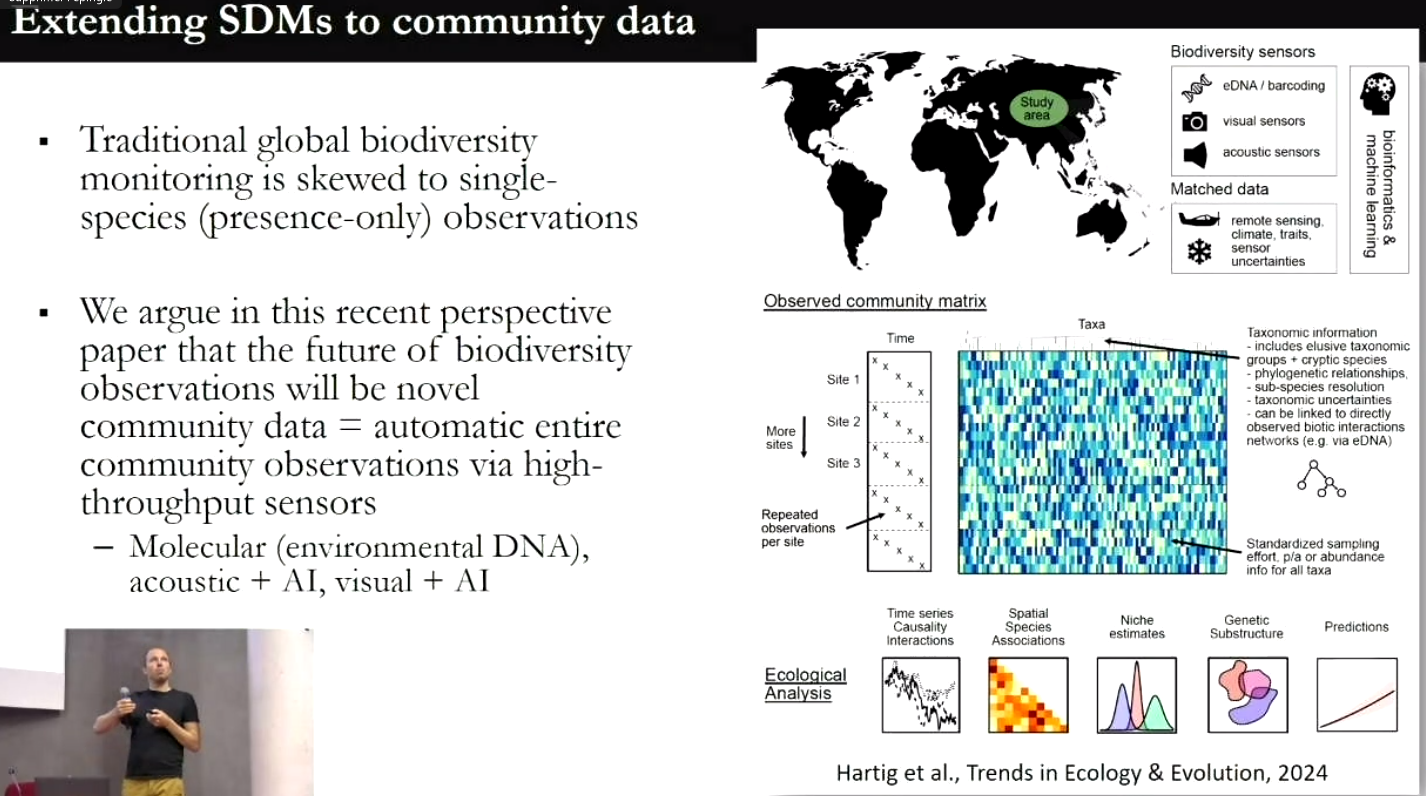 Extending SDMs to community data
▪ Traditional global biodiversity
monitoring is skewed to single-
species (presence-only) observations
▪ We argue in this recent perspective
paper that the future of biodiversity
observations will be novel
community data = automatic entire
community observations via high-
throughput sensors
– Molecular (environmental DNA),
acoustic + AI, visual + AI
Study
area
Biodiversity sensors
eDNA / barcoding
visual sensors
acoustic sensors
Matched data
remote sensing,
climate, traits,
sensor
uncertainties
bioinformatics &
machine learning
Observed community matrix
Time
Taxa
Site 1
Site 2
Site 3
More
sites
Repeated
observations
per site
Taxonomic information
- includes elusive taxonomic
groups + cryptic species
- phylogenetic relationships,
- sub-species resolution
- taxonomic uncertainties
- can be linked to directly
observed biotic interactions
networks (e.g. via eDNA)
Standardized sampling
effort, p/a or abundance
info for all taxa
Ecological
Analysis
Time series
Causality
Interactions
Spatial
Species
Associations
Niche
estimates
Genetic
Substructure
Predictions
Hartig et al., Trends in Ecology & Evolution, 2024